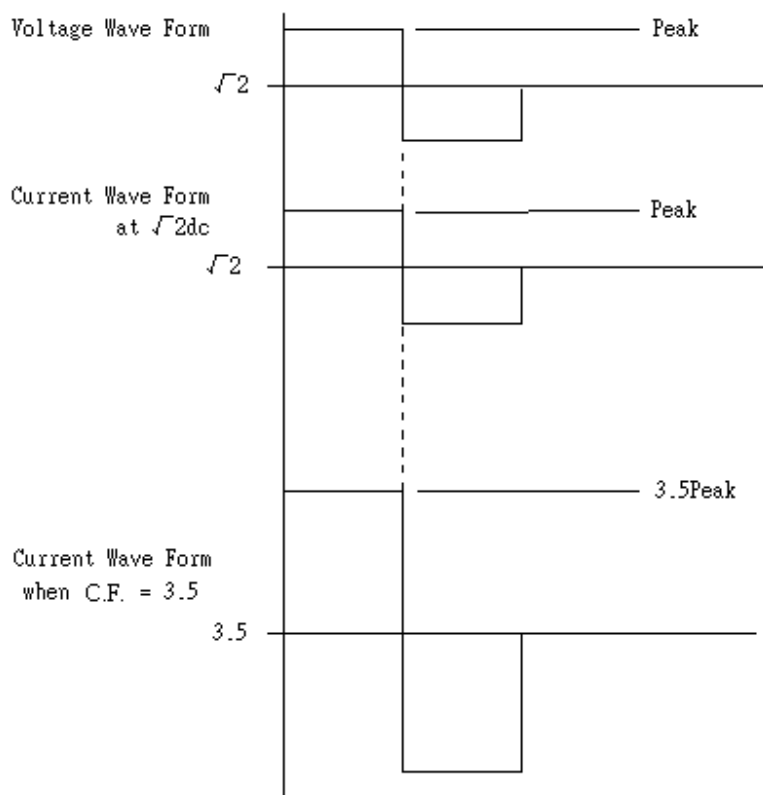 Voltage Wave Form
Peak
√2
Current Wave Form
at √2dc
Peak
√2
3.5Peak
Current Wave Form
when C.F. = 3.5
3.5